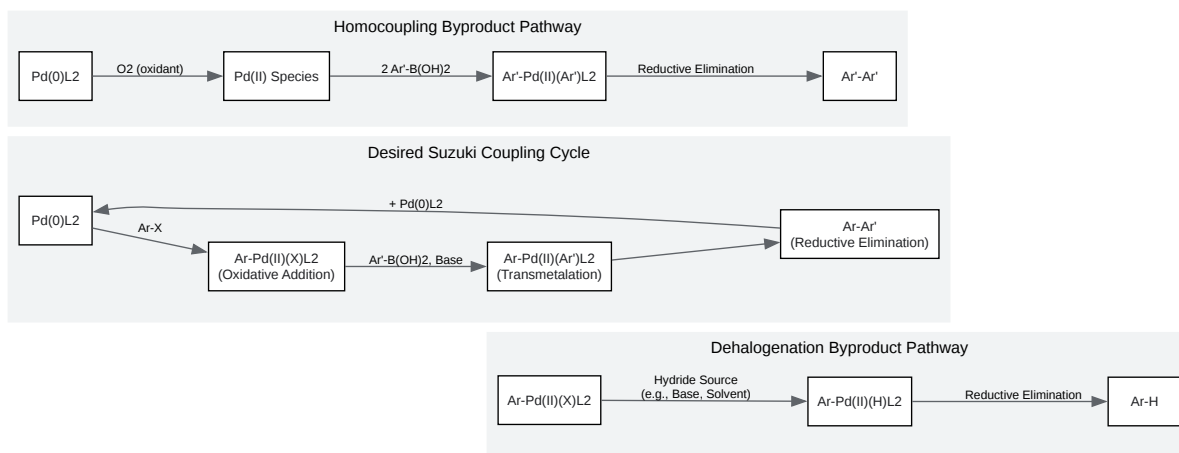 Homocoupling Byproduct Pathway
Pd(0)L2
O2 (oxidant)
Pd(II) Species
2 Ar'-B(OH)2
Ar'-Pd(II)(Ar')L2
Reductive Elimination
Ar'-Ar'
Desired Suzuki Coupling Cycle
Pd(0)L2
+ Pd(0)L2
Ar-X
Ar-Pd(II)(X)L2
(Oxidative Addition)
Ar'-B(OH)2, Base
Ar-Pd(II)(Ar')L2
(Transmetalation)
Ar-Ar'
(Reductive Elimination)
Dehalogenation Byproduct Pathway
Ar-Pd(II)(X)L2
Hydride Source
(e.g., Base, Solvent)
Ar-Pd(II)(H)L2
Reductive Elimination
Ar-H